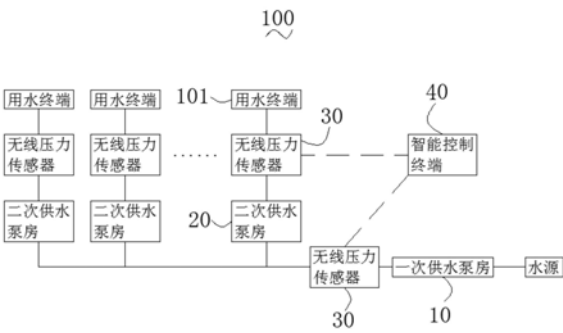 100
用水终端 用水终端 101 用水终端
30
40
无线压力
传感器
无线压力
传感器
......
无线压力
传感器
智能控制
终端
二次供水
泵房
二次供水
泵房
20
二次供水
泵房
无线压力
传感器
一次供水泵房
水源
30
10